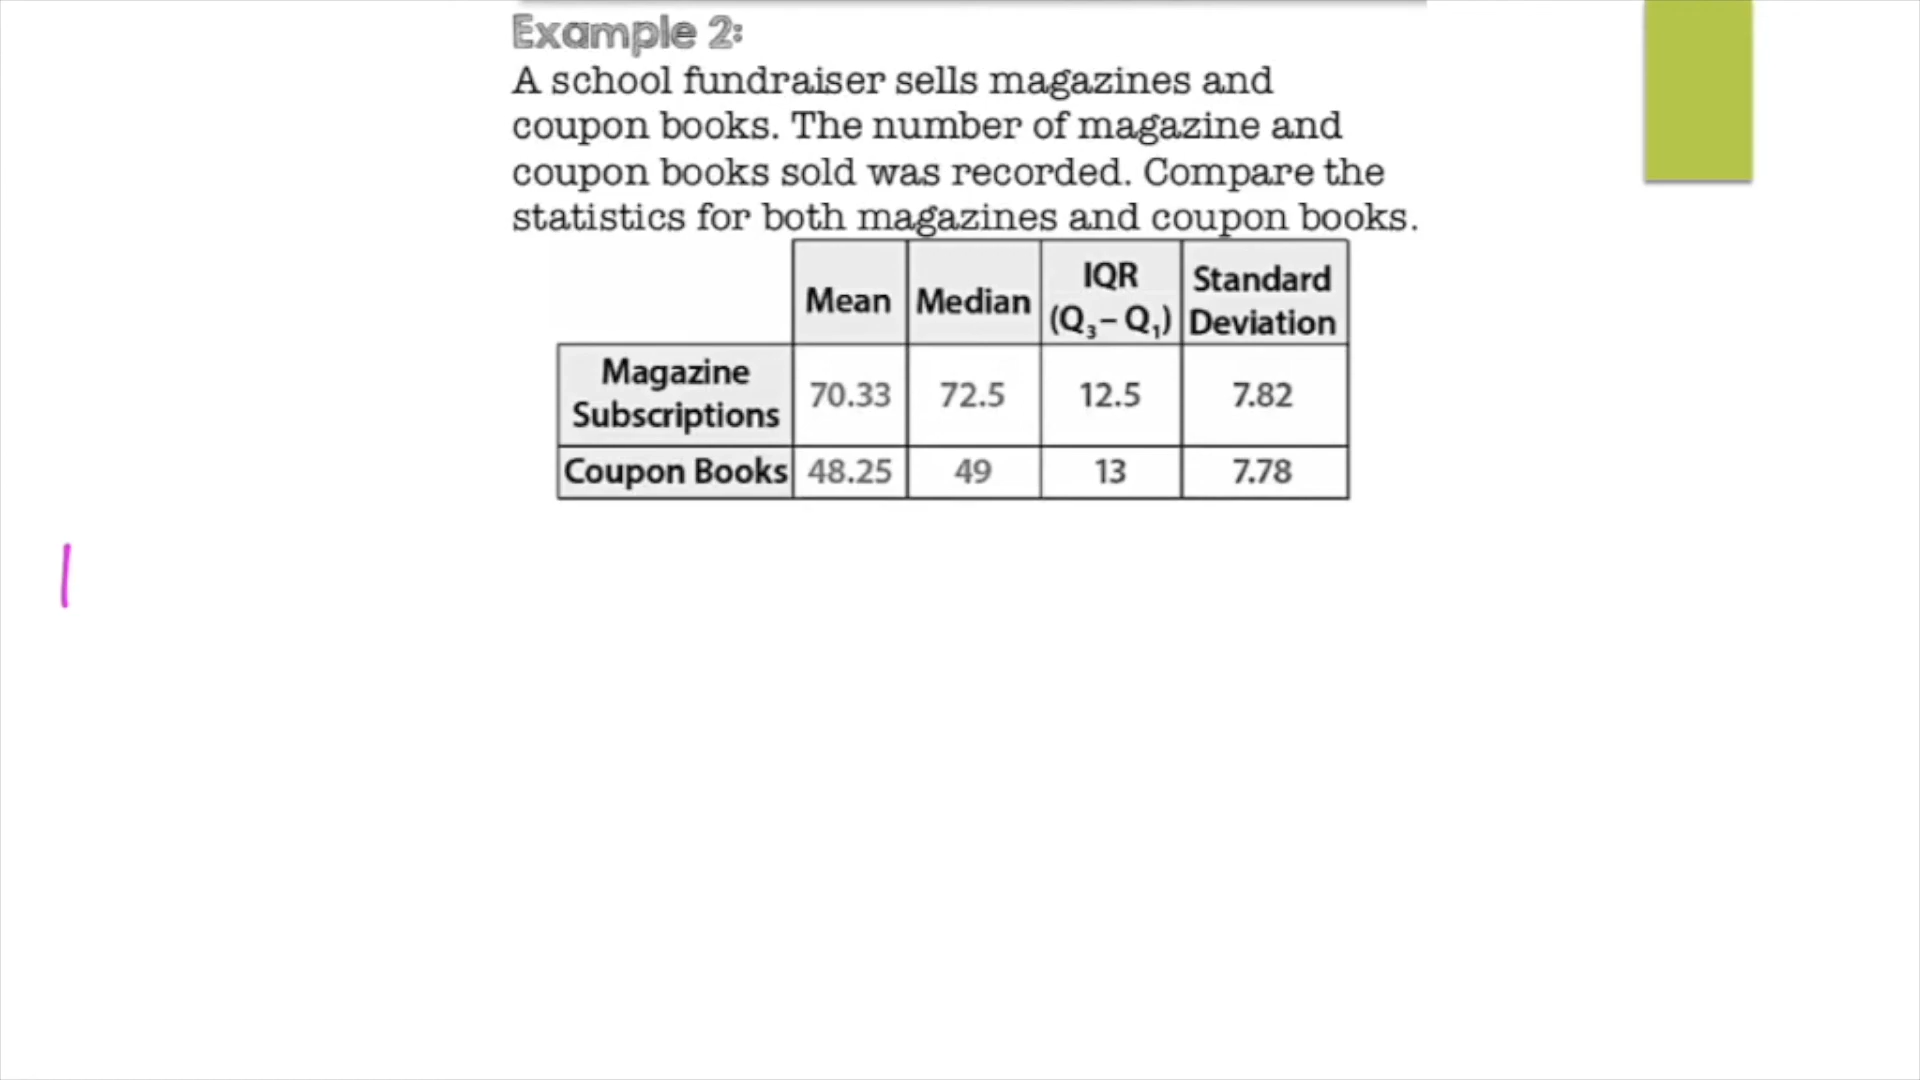 Example 2:
A school fundraiser sells magazines and
coupon books. The number of magazine and
coupon books sold was recorded. Compare the
statistics for both magazines and coupon books.
Mean Median IQR (Q₃– Q₁) Standard Deviation
Magazine Subscriptions 70.33 72.5 12.5 7.82
Coupon Books 48.25 49 13 7.78